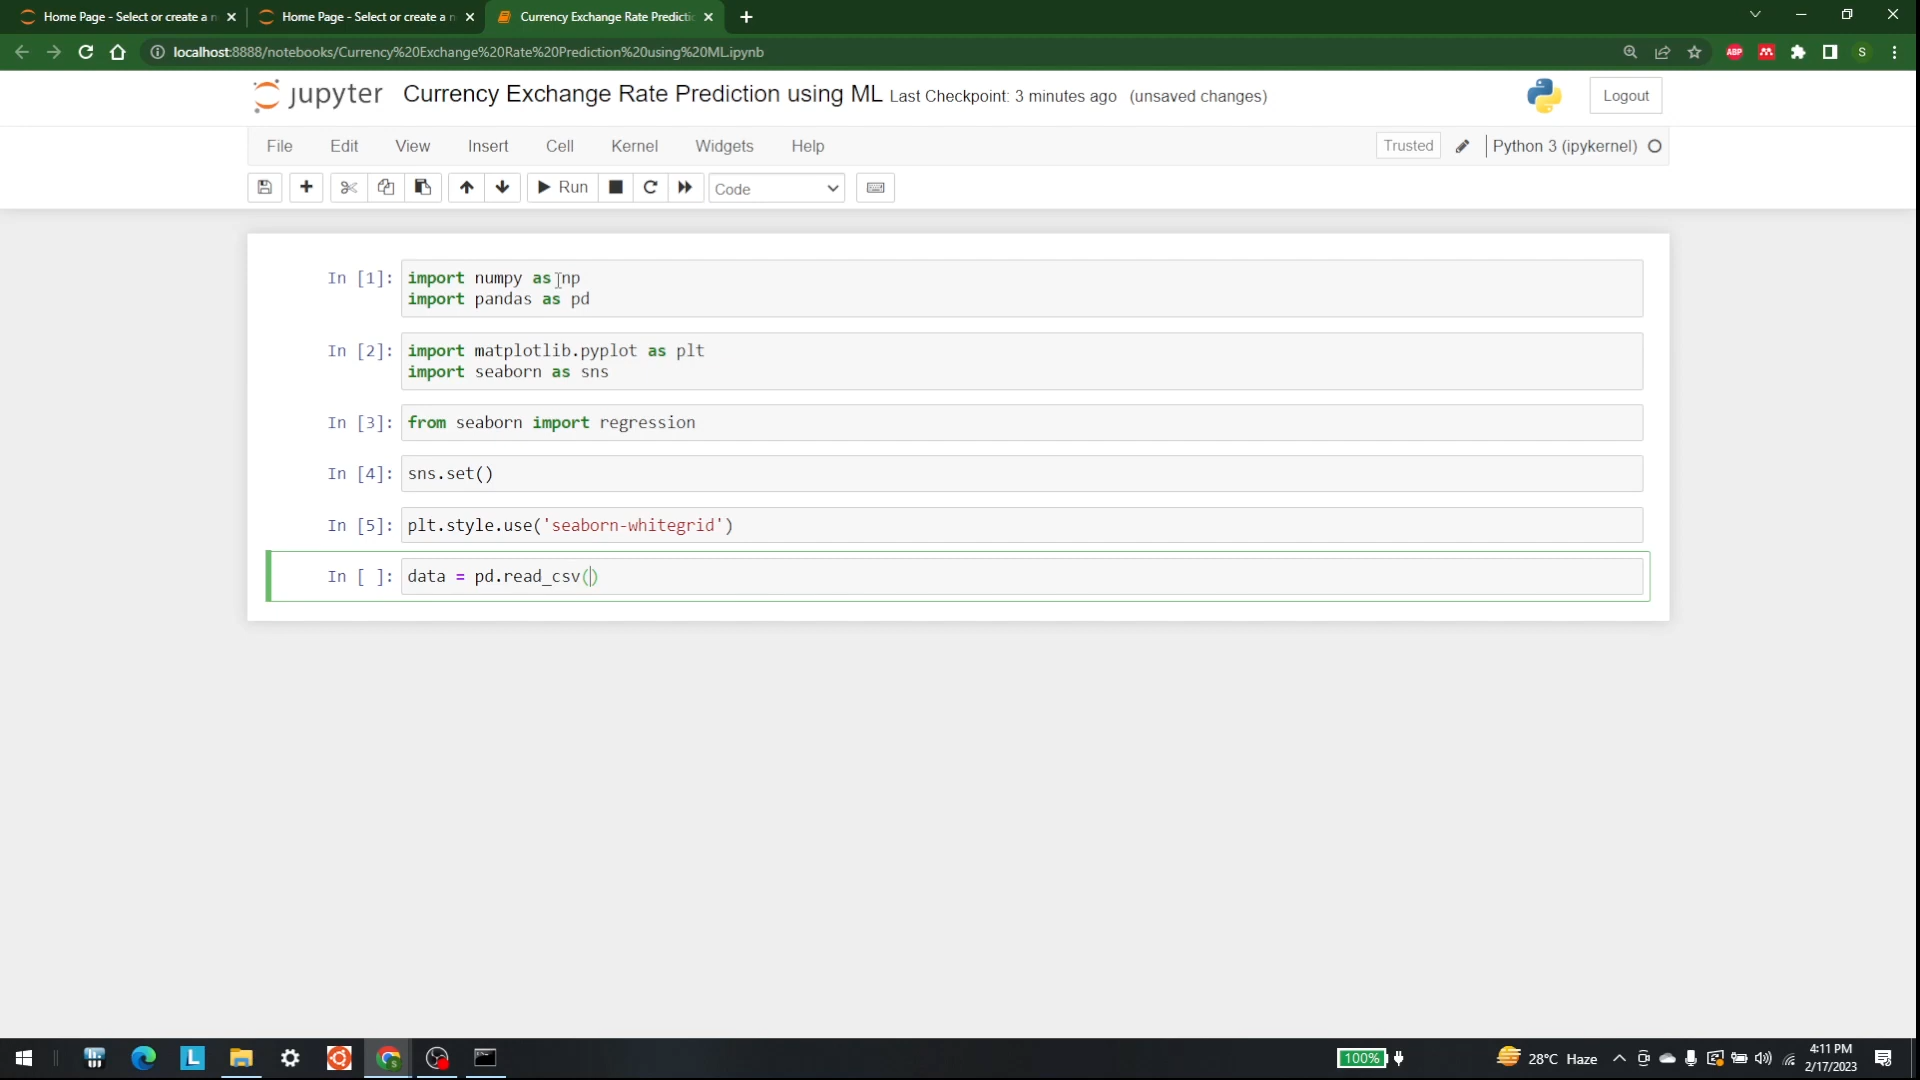 Home Page - Select or create a n
Home Page - Select or create a n
Currency Exchange Rate Predictio
localhost:8888/notebooks/Currency%20Exchange%20Rate%20Prediction%20using%20ML.ipynb
ABP
S
jupyter
Currency Exchange Rate Prediction using ML
Last Checkpoint: 3 minutes ago
(unsaved changes)
Logout
File
Edit
View
Insert
Cell
Kernel
Widgets
Help
Trusted
Python 3 (ipykernel)
Run
Code
In [1]:
import numpy as np
import pandas as pd
In [2]:
import matplotlib.pyplot as plt
import seaborn as sns
In [3]:
from seaborn import regression
In [4]:
sns.set()
In [5]:
plt.style.use('seaborn-whitegrid')
In [ ]:
data = pd.read_csv()
L
100%
28°C Haze
4:11 PM
2/17/2023